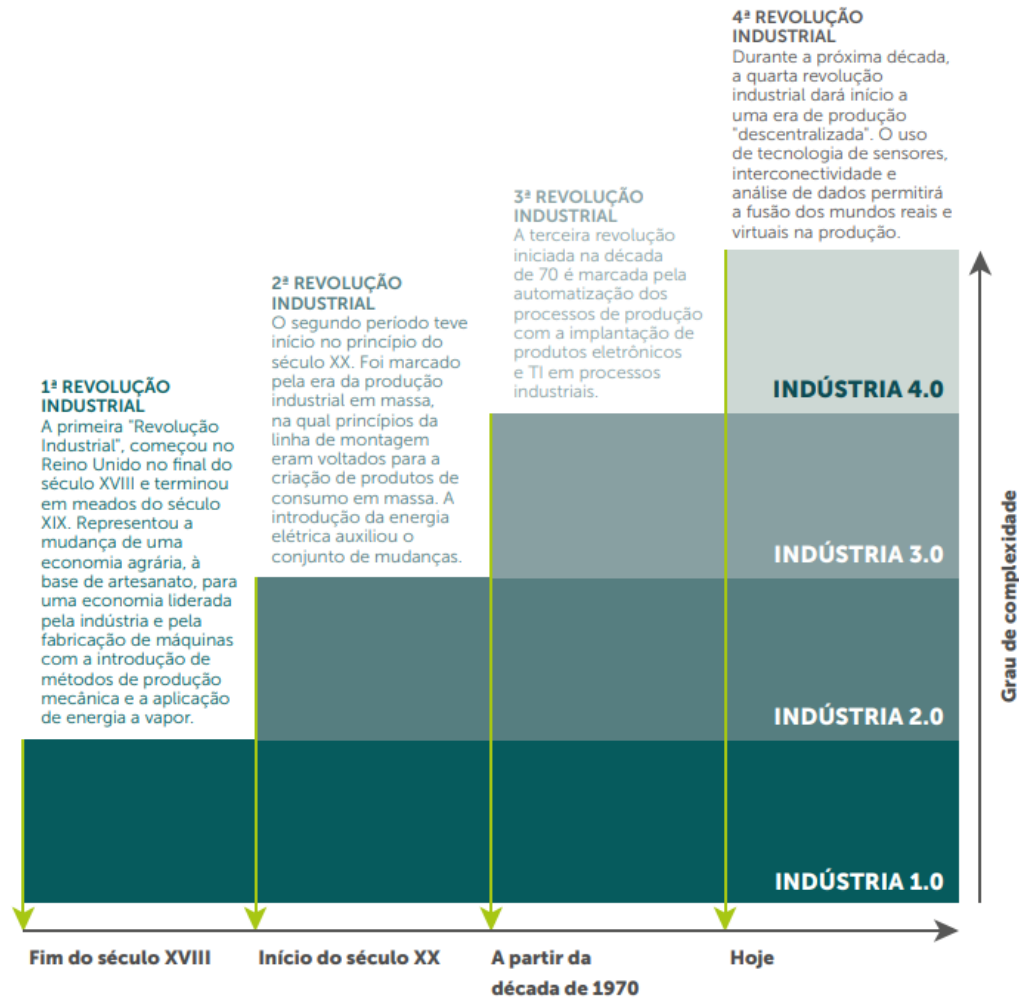 4ª REVOLUÇÃO
INDUSTRIAL
Durante a próxima década,
a quarta revolução
industrial dará início a
uma era de produção
"descentralizada". O uso
de tecnologia de sensores,
interconectividade e
análise de dados permitirá
a fusão dos mundos reais e
virtuais na produção.
3ª REVOLUÇÃO
INDUSTRIAL
A terceira revolução
iniciada na década
de 70 é marcada pela
automatização dos
processos de produção
com a implantação de
produtos eletrônicos
e TI em processos
industriais.
2ª REVOLUÇÃO
INDUSTRIAL
O segundo período teve
início no princípio do
século XX. Foi marcado
pela era da produção
industrial em massa,
na qual princípios da
linha de montagem
eram voltados para a
criação de produtos de
consumo em massa. A
introdução da energia
elétrica auxiliou o
conjunto de mudanças.
1ª REVOLUÇÃO
INDUSTRIAL
A primeira "Revolução
Industrial", começou no
Reino Unido no final do
século XVIII e terminou
em meados do século
XIX. Representou a
mudança de uma
economia agrária, à
base de artesanato, para
uma economia liderada
pela indústria e pela
fabricação de máquinas
com a introdução de
métodos de produção
mecânica e a aplicação
de energia a vapor.
INDÚSTRIA 4.0
INDÚSTRIA 3.0
INDÚSTRIA 2.0
INDÚSTRIA 1.0
Grau de complexidade
Fim do século XVIII
Início do século XX
A partir da
década de 1970
Hoje